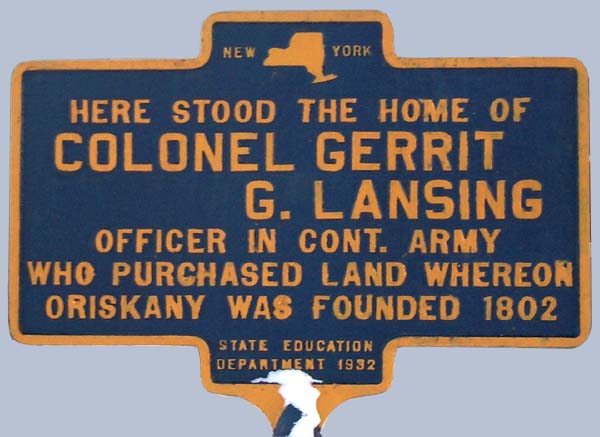 NEW YORK
HERE STOOD THE HOME OF
COLONEL GERRIT
G. LANSING
OFFICER IN CONT. ARMY
WHO PURCHASED LAND WHEREON
ORISKANY WAS FOUNDED 1802
STATE EDUCATION
DEPARTMENT 1932